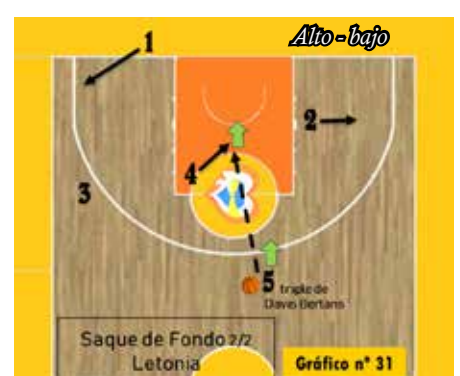 Alto - bajo
1
2
4
3
5 triple de
Davis Bertans
Saque de Fondo 2/2
Letonia
Gráfico nº 31